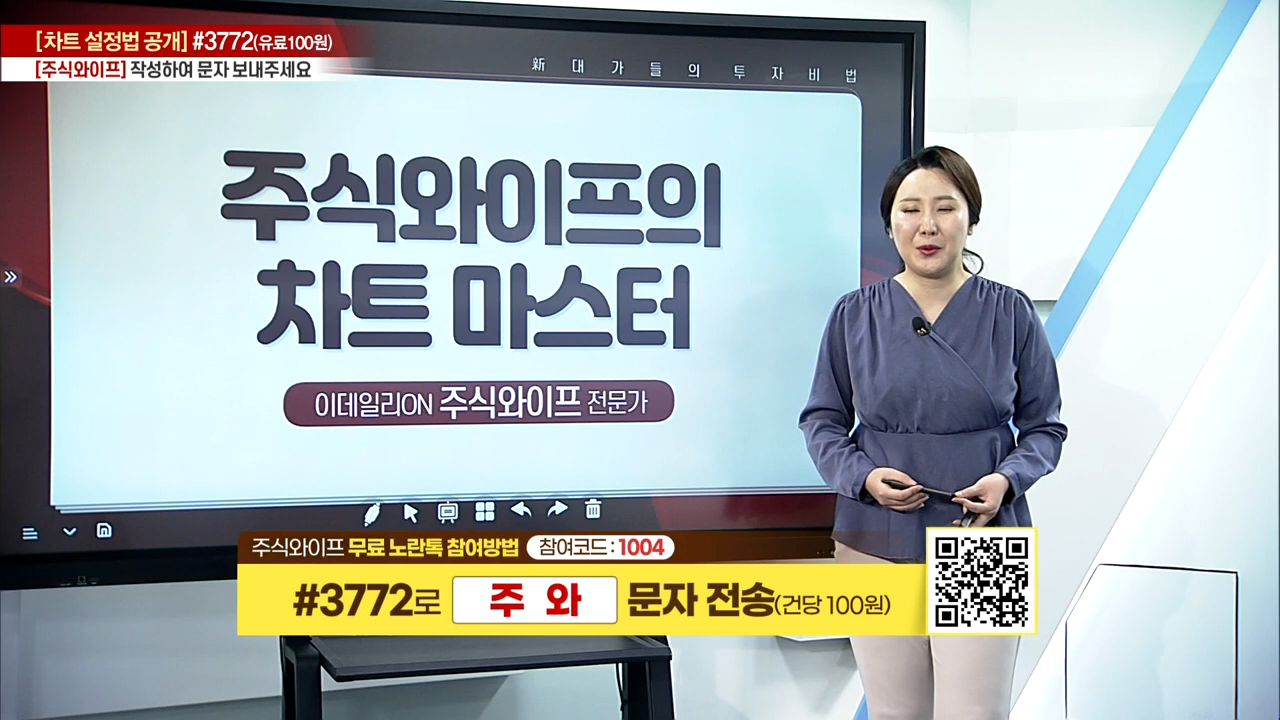 [차트 설정법 공개] #3772(유료100원)
[주식와이프] 작성하여 문자 보내주세요
新대가들의투자비법
주식와이프의
차트 마스터
이데일리ON 주식와이프 전문가
주식와이프 무료 노란톡 참여방법 참여코드 : 1004
#3772로 주 와 문자 전송(건당 100원)